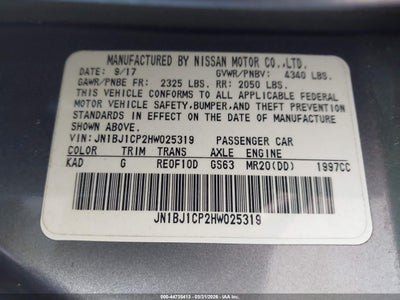 MANUFACTURED BY NISSAN MOTOR CO.,LTD.
DATE: 9/17 GVWR/PNBV: 4340 LBS.
GAWR/PNBE FR: 2325 LBS. RR: 2050 LBS.
THIS VEHICLE CONFORMS TO ALL APPLICABLE FEDERAL
MOTOR VEHICLE SAFETY, BUMPER, AND THEFT PREVENTION
STANDARDS IN EFFECT ON THE DATE OF MANUFACTURE
SHOWN ABOVE.
VIN: JN1BJ1CP2HW025319 PASSENGER CAR
COLOR TRIM TRANS AXLE ENGINE
KAD G RE0F10D GS63 MR20(DD) 1997CC
JN1BJ1CP2HW025319
000-44735413 - 03/31/2026 - IAAI.COM